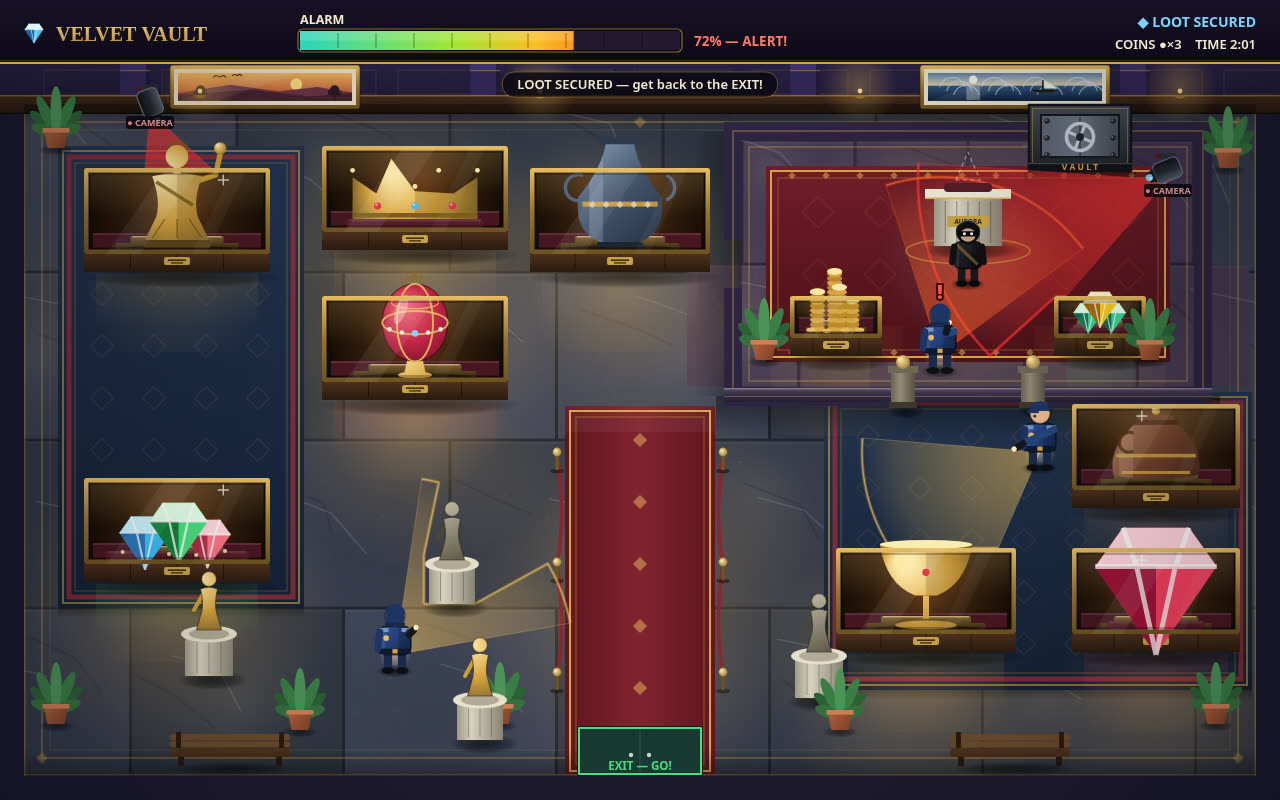 VELVET VAULT
ALARM
72% — ALERT!
◆ LOOT SECURED
COINS ●×3 TIME 2:01
LOOT SECURED — get back to the EXIT!
● CAMERA
VAULT
● CAMERA
!
EXIT — GO!